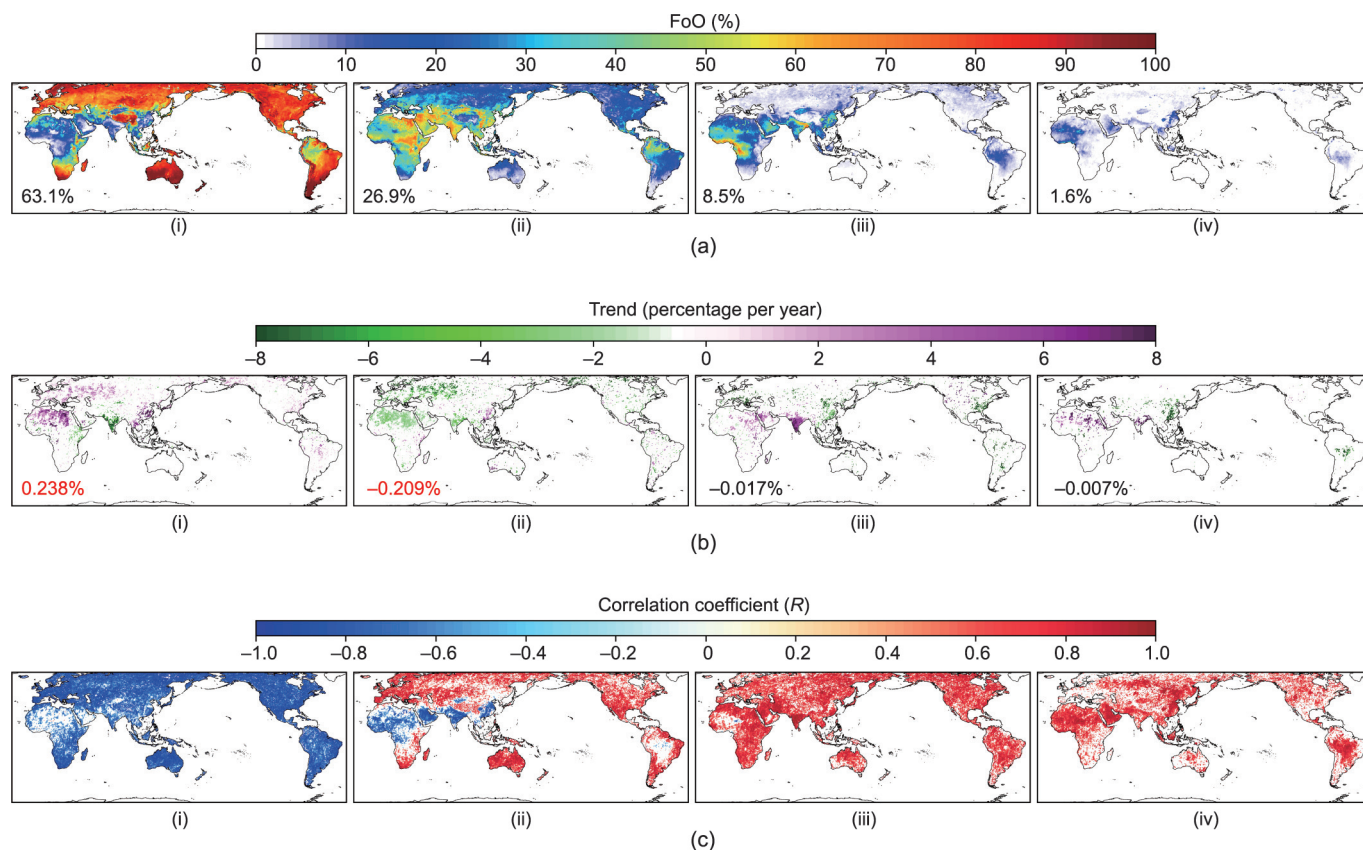 FoO (%)
0 10 20 30 40 50 60 70 80 90 100
63.1% 26.9% 8.5% 1.6%
(i) (ii) (iii) (iv)
(a)
Trend (percentage per year)
–8 –6 –4 –2 0 2 4 6 8
0.238% –0.209% –0.017% –0.007%
(i) (ii) (iii) (iv)
(b)
Correlation coefficient (R)
–1.0 –0.8 –0.6 –0.4 –0.2 0 0.2 0.4 0.6 0.8 1.0
(i) (ii) (iii) (iv)
(c)